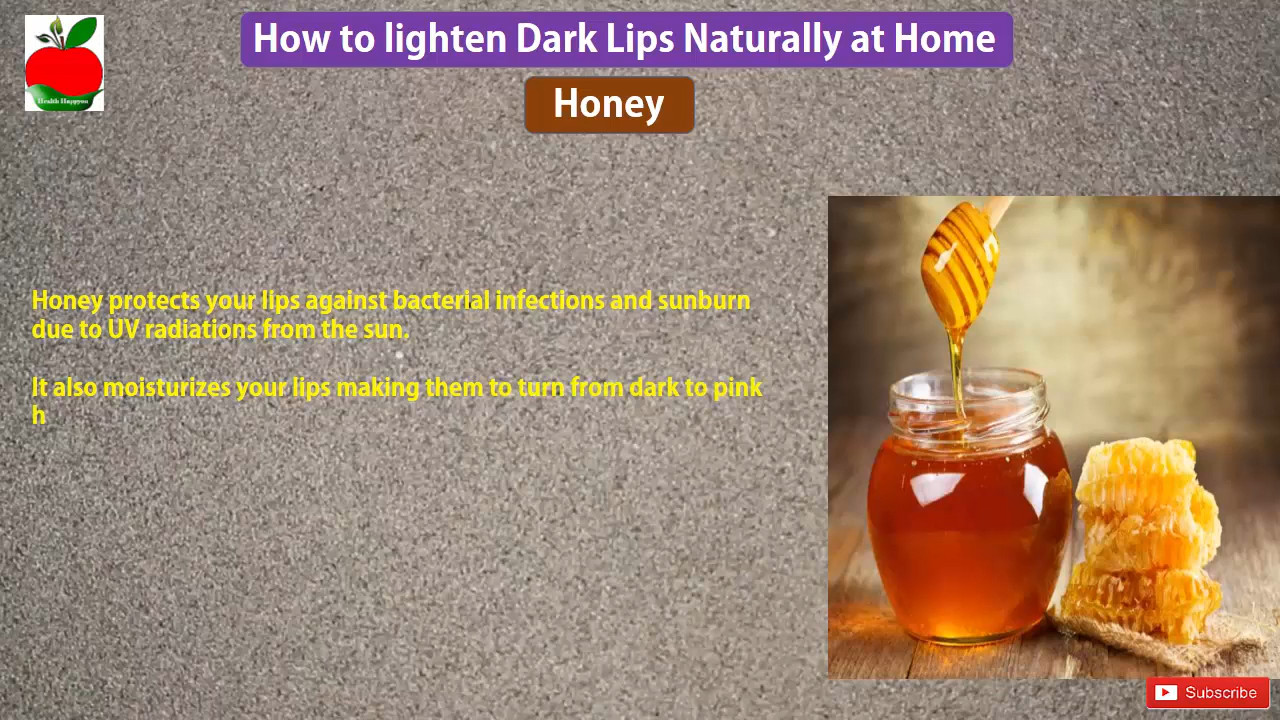 How to lighten Dark Lips Naturally at Home
Honey
Health Happyou
Honey protects your lips against bacterial infections and sunburn
due to UV radiations from the sun.
It also moisturizes your lips making them to turn from dark to pink
h
Subscribe